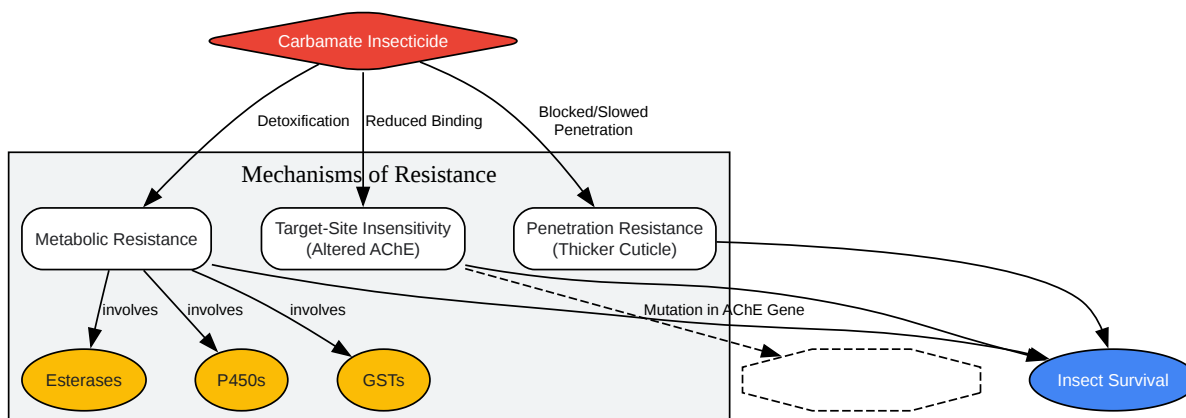 Carbamate Insecticide
Detoxification
Reduced Binding
Blocked/Slowed
Penetration
Mechanisms of Resistance
Metabolic Resistance
Target-Site Insensitivity
(Altered AChE)
Penetration Resistance
(Thicker Cuticle)
involves
involves
involves
Mutation in AChE Gene
Esterases
P450s
GSTs
Insect Survival